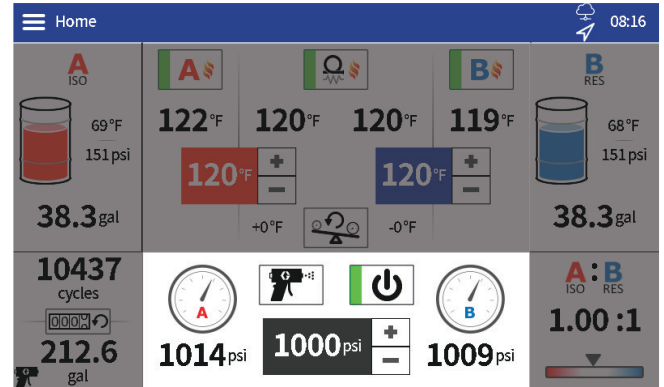 Home
08:16
A
ISO
69°F
151 psi
38.3 gal
A
B
122°F
120°F
120°F
119°F
120°F
+
−
120°F
+
−
+0°F
-0°F
B
RES
68°F
151 psi
38.3 gal
10437
cycles
212.6
gal
A
1014 psi
1000 psi
+
−
B
1009 psi
A : B
ISO RES
1.00 :1